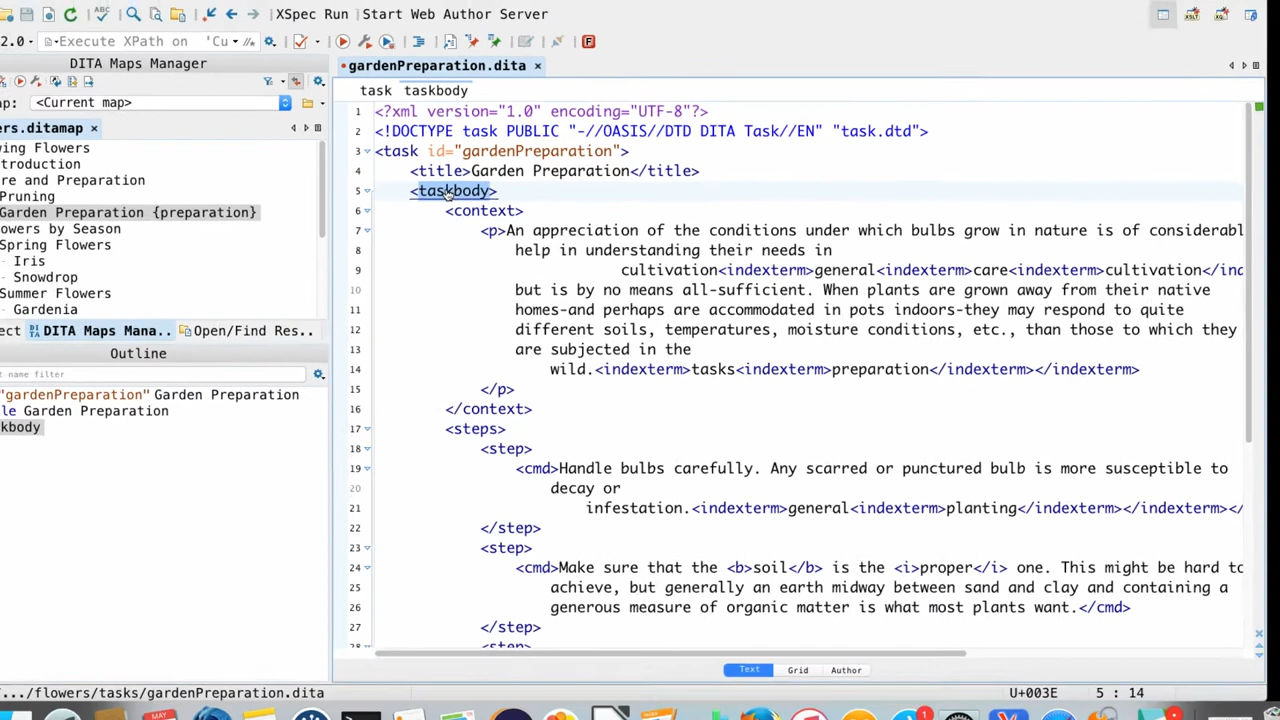 XSpec Run Start Web Author Server
2.0 Execute XPath on 'Cu
DITA Maps Manager
ap: <Current map>
ers.ditamap ×
wing Flowers
troduction
re and Preparation
Pruning
Garden Preparation {preparation}
owers by Season
Spring Flowers
Iris
Snowdrop
Summer Flowers
Gardenia
ect DITA Maps Mana.. Open/Find Res..
Outline
t name filter
"gardenPreparation" Garden Preparation
le Garden Preparation
kbody
gardenPreparation.dita ×
task taskbody
1 <?xml version="1.0" encoding="UTF-8"?>
2 <!DOCTYPE task PUBLIC "-//OASIS//DTD DITA Task//EN" "task.dtd">
3 <task id="gardenPreparation">
4 <title>Garden Preparation</title>
5 <taskbody>
6 <context>
7 <p>An appreciation of the conditions under which bulbs grow in nature is of considerabl
8 help in understanding their needs in
9 cultivation<indexterm>general<indexterm>care<indexterm>cultivation</ind
10 but is by no means all-sufficient. When plants are grown away from their native
11 homes-and perhaps are accommodated in pots indoors-they may respond to quite
12 different soils, temperatures, moisture conditions, etc., than those to which they
13 are subjected in the
14 wild.<indexterm>tasks<indexterm>preparation</indexterm></indexterm>
15 </p>
16 </context>
17 <steps>
18 <step>
19 <cmd>Handle bulbs carefully. Any scarred or punctured bulb is more susceptible to
20 decay or
21 infestation.<indexterm>general<indexterm>planting</indexterm></indexterm></
22 </step>
23 <step>
24 <cmd>Make sure that the <b>soil</b> is the <i>proper</i> one. This might be hard to
25 achieve, but generally an earth midway between sand and clay and containing a
26 generous measure of organic matter is what most plants want.</cmd>
27 </step>
28 <step>
Text Grid Author
/.../flowers/tasks/gardenPreparation.dita
U+003E 5 : 14
MAY
1